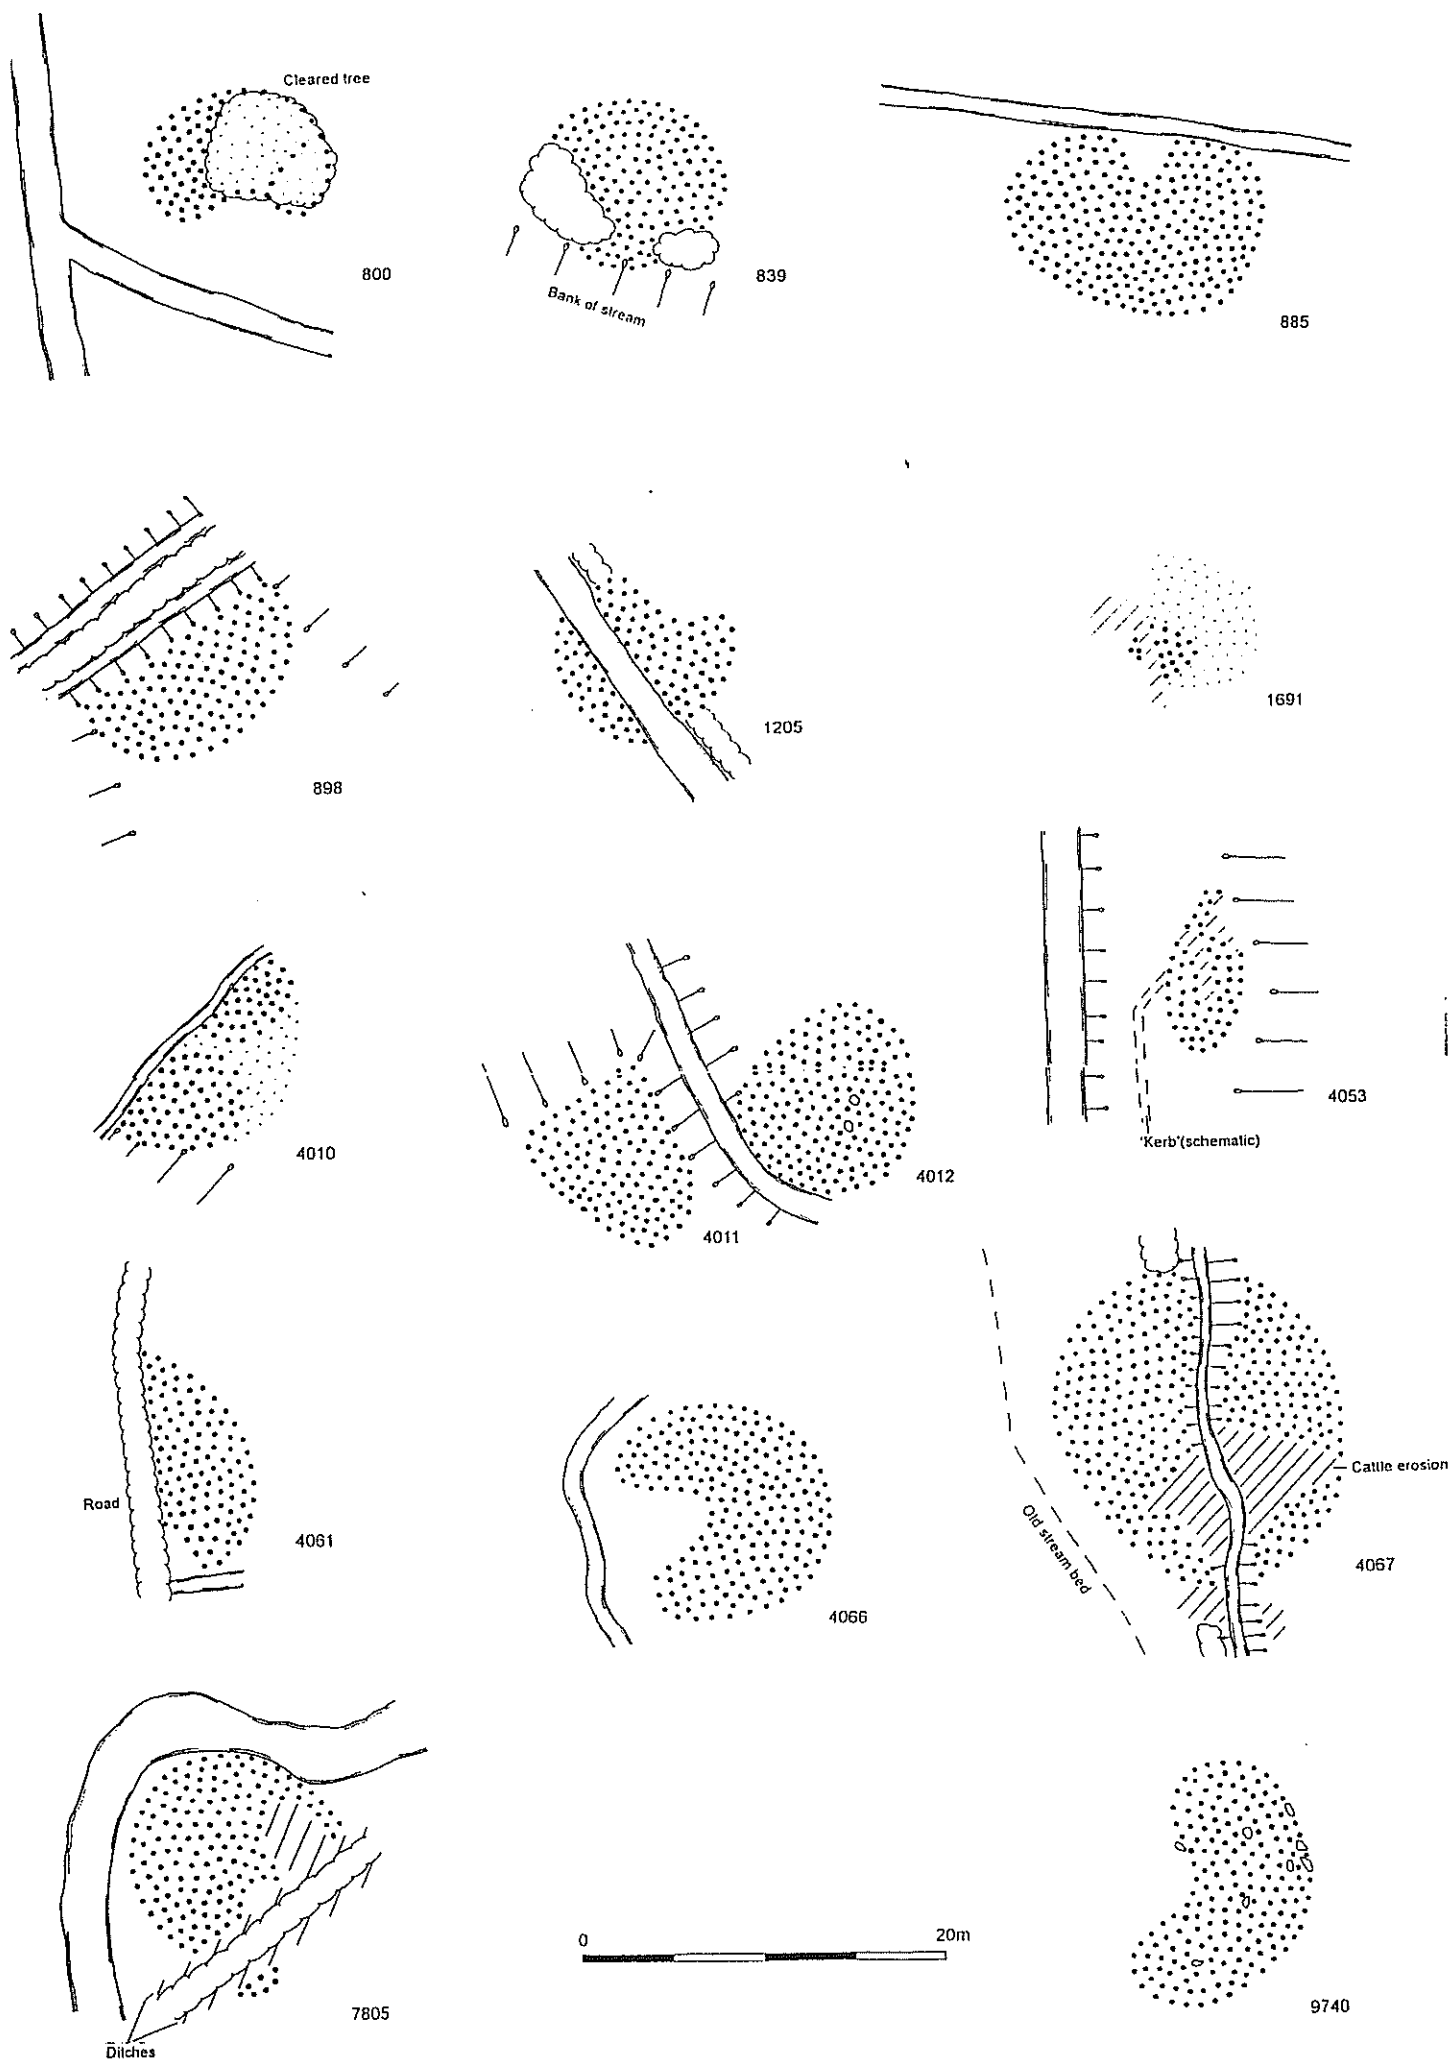 Cleared tree
800
Bank of stream
839
885
898
1205
1691
4010
4011
4012
4053
'Kerb'(schematic)
Road
4061
4066
Old stream bed
Cattle erosion
4067
Ditches
7805
0 20m
9740